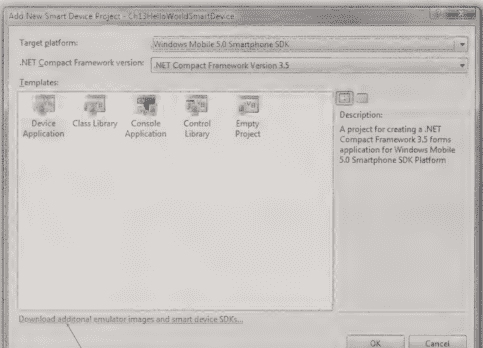 Add New Smart Device Project - Ch13HelloWorldSmartDevice
Target platform:
Windows Mobile 5.0 Smartphone SDK
.NET Compact Framework version:
.NET Compact Framework Version 3.5
Templates:
Device Application
Class Library
Console Application
Control Library
Empty Project
Description:
A project for creating a .NET
Compact Framework 3.5 forms
application for Windows Mobile
5.0 Smartphone SDK Platform
Download additional emulator images and smart device SDKs...
OK
Cancel